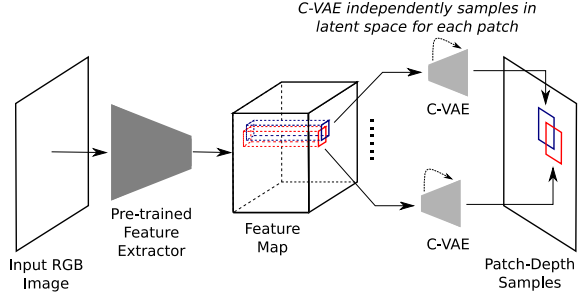 C-VAE independently samples in
latent space for each patch
C-VAE
Pre-trained
Feature
Extractor
Feature
Map
C-VAE
Input RGB
Image
Patch-Depth
Samples